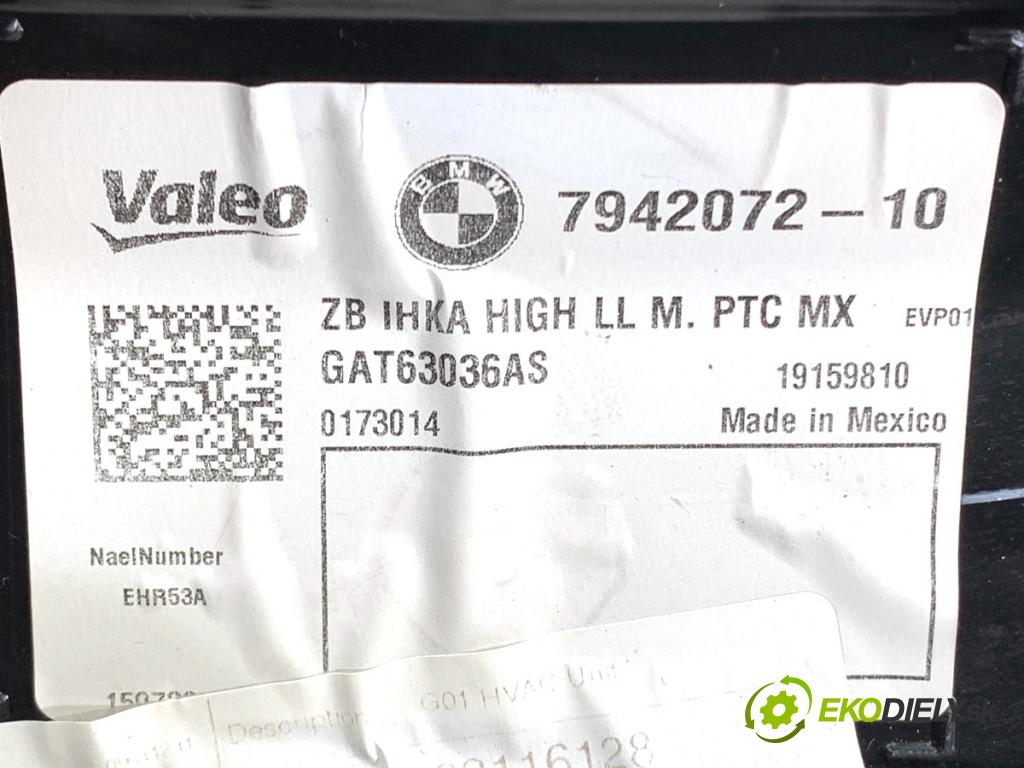 Valeo BMW 7942072-10
ZB IHKA HIGH LL M. PTC MX EVP01
GAT63036AS 19159810
0173014 Made in Mexico
NaelNumber
EHR53A
Description G01 HVAC Unit
EKODIELY.SK